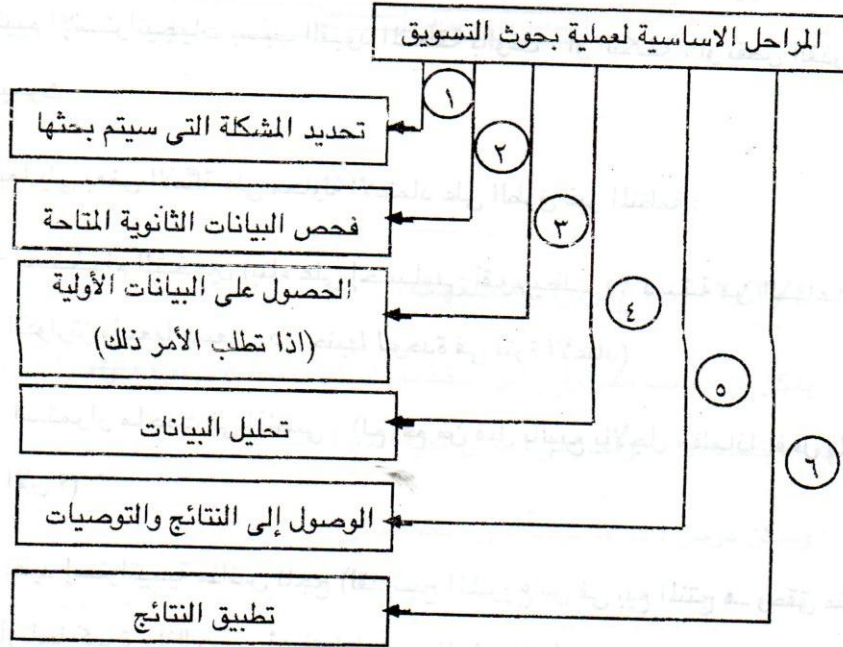 المراحل الاساسية لعملية بحوث التسويق
١
تحديد المشكلة التى سيتم بحثها
٢
فحص البيانات الثانوية المتاحة
٣
الحصول على البيانات الأولية
(اذا تطلب الأمر ذلك)
٤
تحليل البيانات
٥
الوصول إلى النتائج والتوصيات
٦
تطبيق النتائج